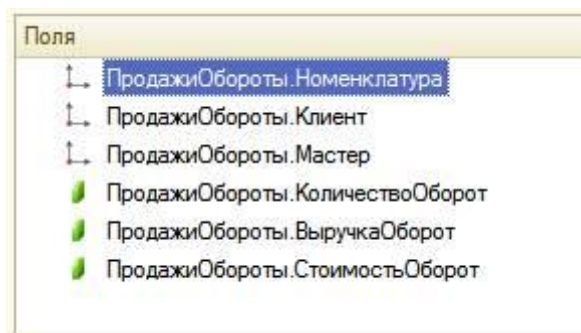 Поля
ПродажиОбороты.Номенклатура
ПродажиОбороты.Клиент
ПродажиОбороты.Мастер
ПродажиОбороты.КоличествоОборот
ПродажиОбороты.ВыручкаОборот
ПродажиОбороты.СтоимостьОборот